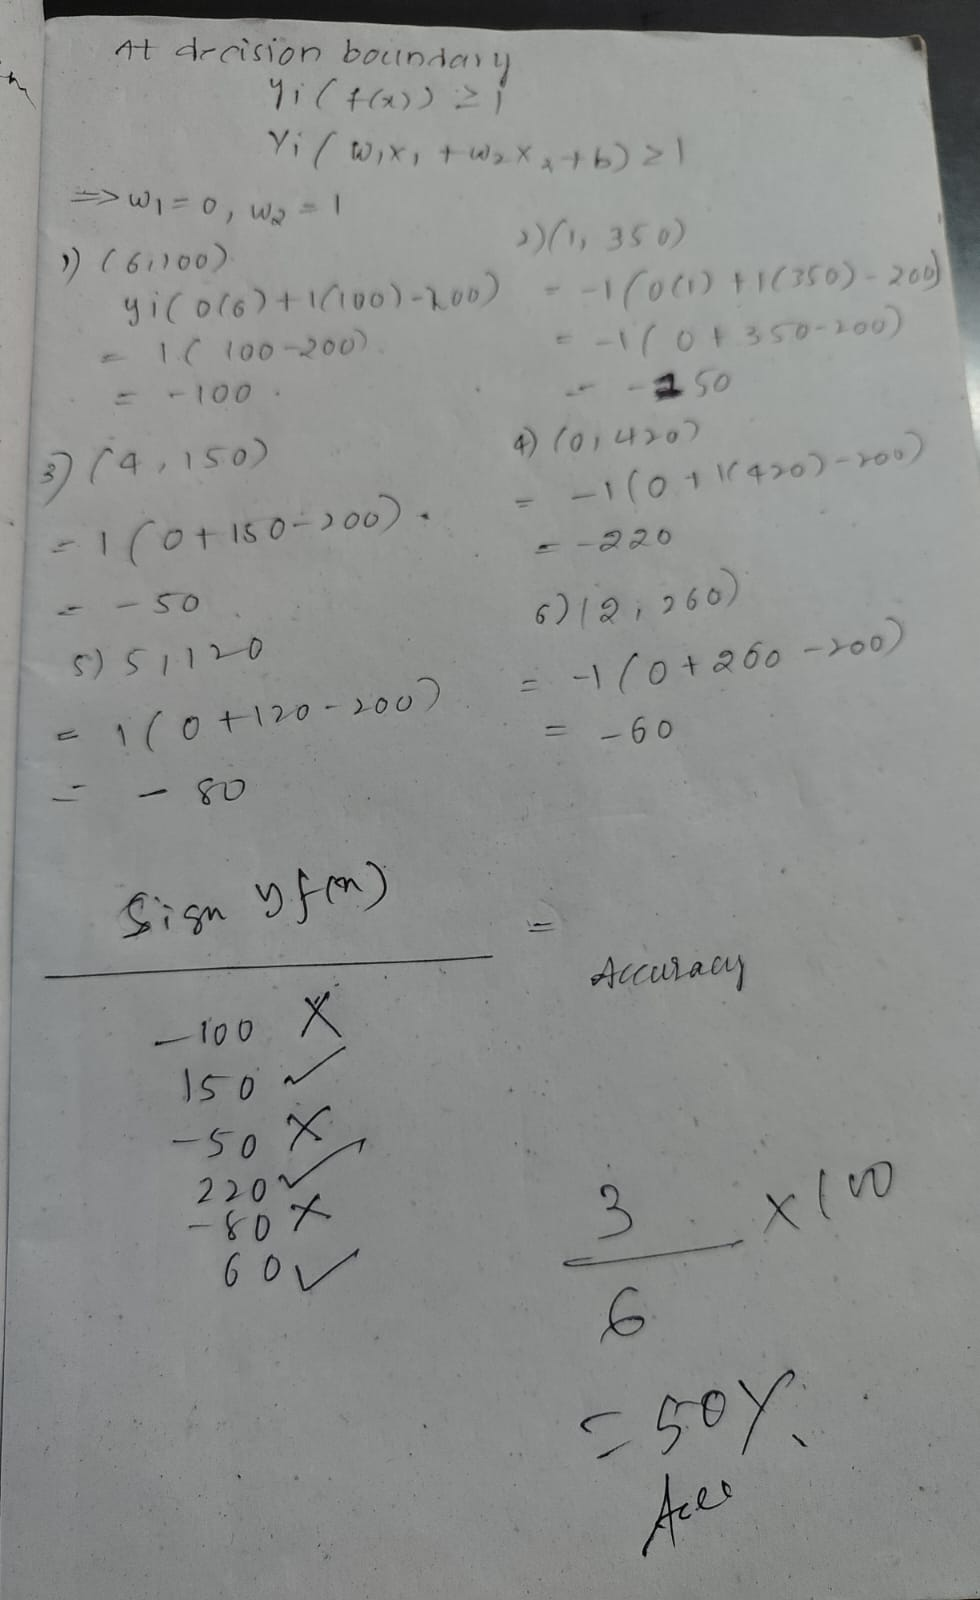 At decision boundary
yi(f(x)) ≥ 1
Yi(w1x1 + w2x2 + b) ≥ 1
=> w1 = 0, w2 = 1
1) (6, 100)
yi(0(6) + 1(100) - 200)
= 1(100 - 200)
= -100
2) (1, 350)
= -1(0(1) + 1(350) - 200)
= -1(0 + 350 - 200)
= -150
3) (4, 150)
= 1(0 + 150 - 200)
= -50
4) (0, 420)
= -1(0 + 1(420) - 200)
= -220
5) 5, 120
= 1(0 + 120 - 200)
= -80
6) (2, 260)
= -1(0 + 260 - 200)
= -60
Sign y f(x)
-100 X
150 ✓
-50 X
220 ✓
-80 X
60 ✓
=
Accuracy
3
x 100
6
= 50%